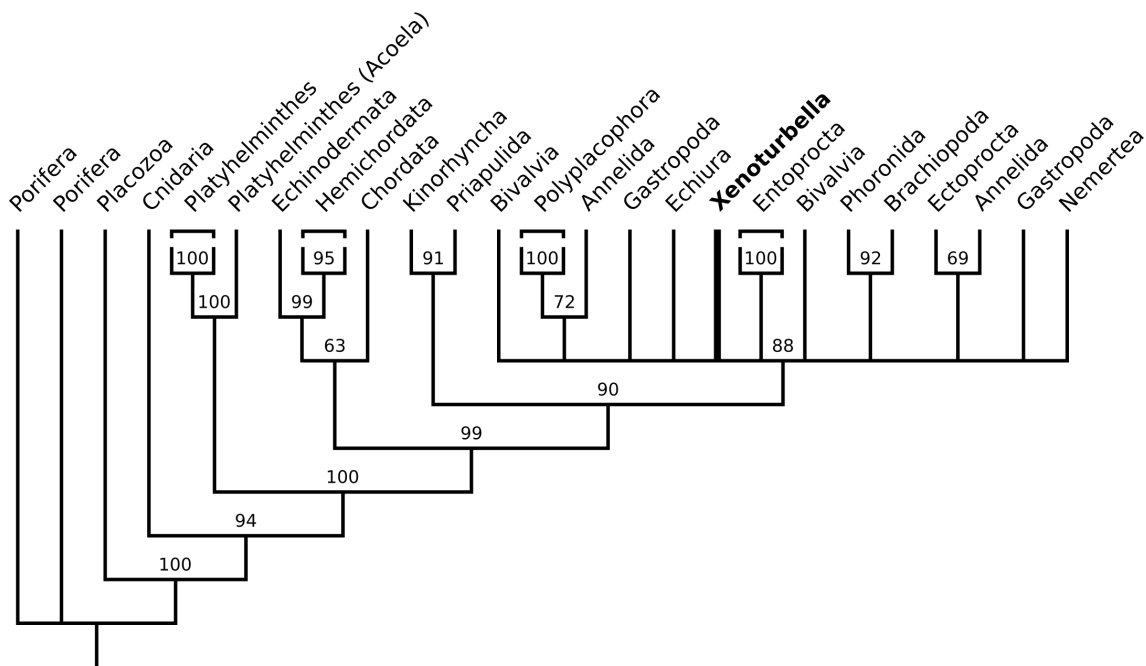 Porifera
Porifera
Placozoa
Cnidaria
Platyhelminthes
Platyhelminthes (Acoela)
Echinodermata
Hemichordata
Chordata
Kinorhyncha
Priapulida
Bivalvia
Polyplacophora
Annelida
Gastropoda
Echiura
Xenoturbella
Entoprocta
Bivalvia
Phoronida
Brachiopoda
Ectoprocta
Annelida
Gastropoda
Nemertea
100
95
91
100
100
92
69
100
99
72
63
88
90
99
100
94
100